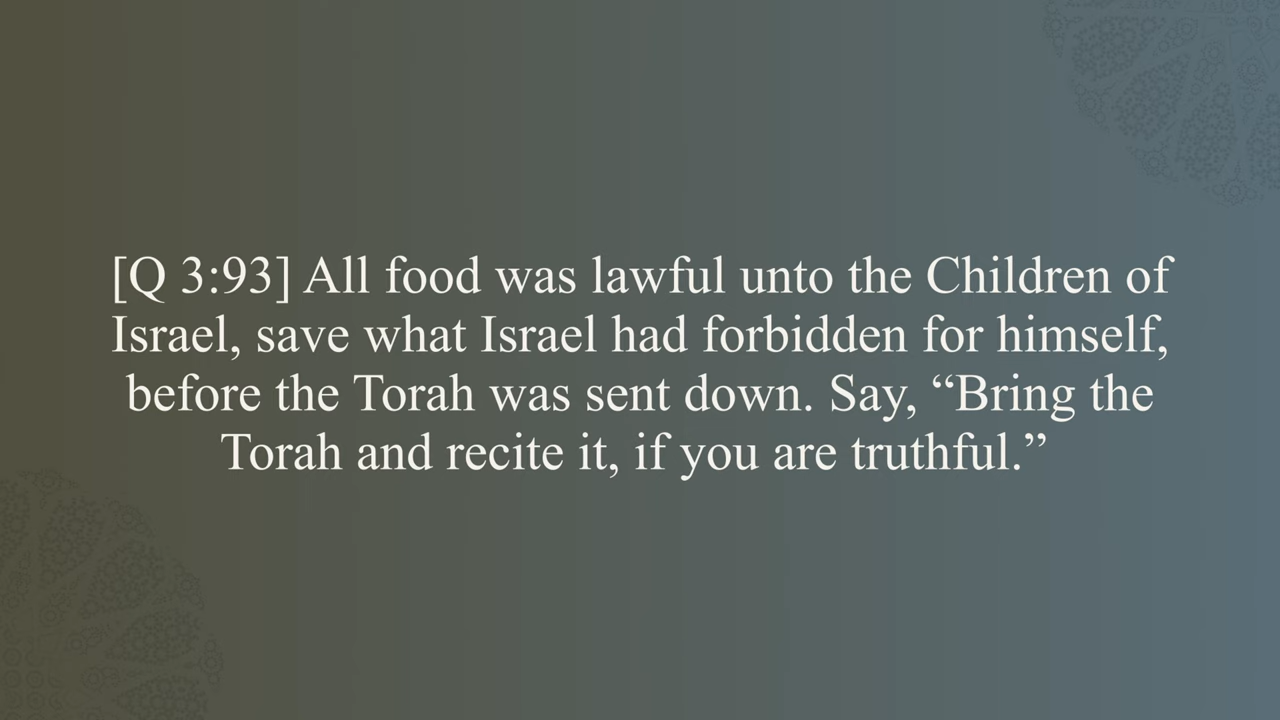 [Q 3:93] All food was lawful unto the Children of
Israel, save what Israel had forbidden for himself,
before the Torah was sent down. Say, “Bring the
Torah and recite it, if you are truthful.”